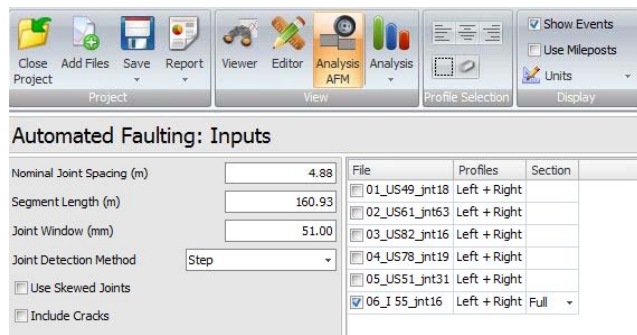 Close Project
Add Files
Save
Report
Viewer
Editor
Analysis AFM
Analysis
Show Events
Use Mileposts
Units
Project
View
Profile Selection
Display
Automated Faulting: Inputs
Nominal Joint Spacing (m) 4.88
Segment Length (m) 160.93
Joint Window (mm) 51.00
Joint Detection Method Step
Use Skewed Joints
Include Cracks
File Profiles Section
01_US49_jnt18 Left + Right
02_US61_jnt63 Left + Right
03_US82_jnt16 Left + Right
04_US78_jnt19 Left + Right
05_US51_jnt31 Left + Right
06_I 55_jnt16 Left + Right Full